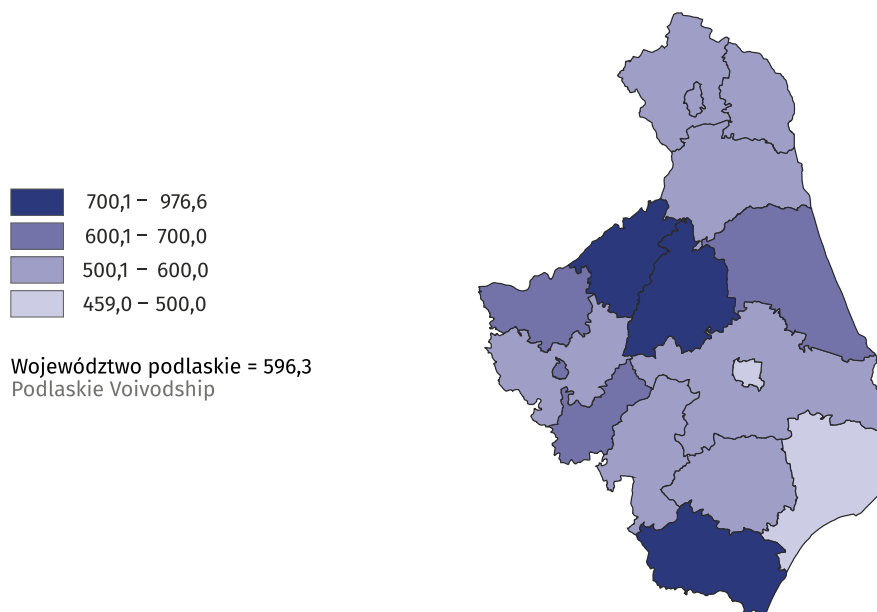 700,1 – 976,6
600,1 – 700,0
500,1 – 600,0
459,0 – 500,0
Województwo podlaskie = 596,3
Podlaskie Voivodship